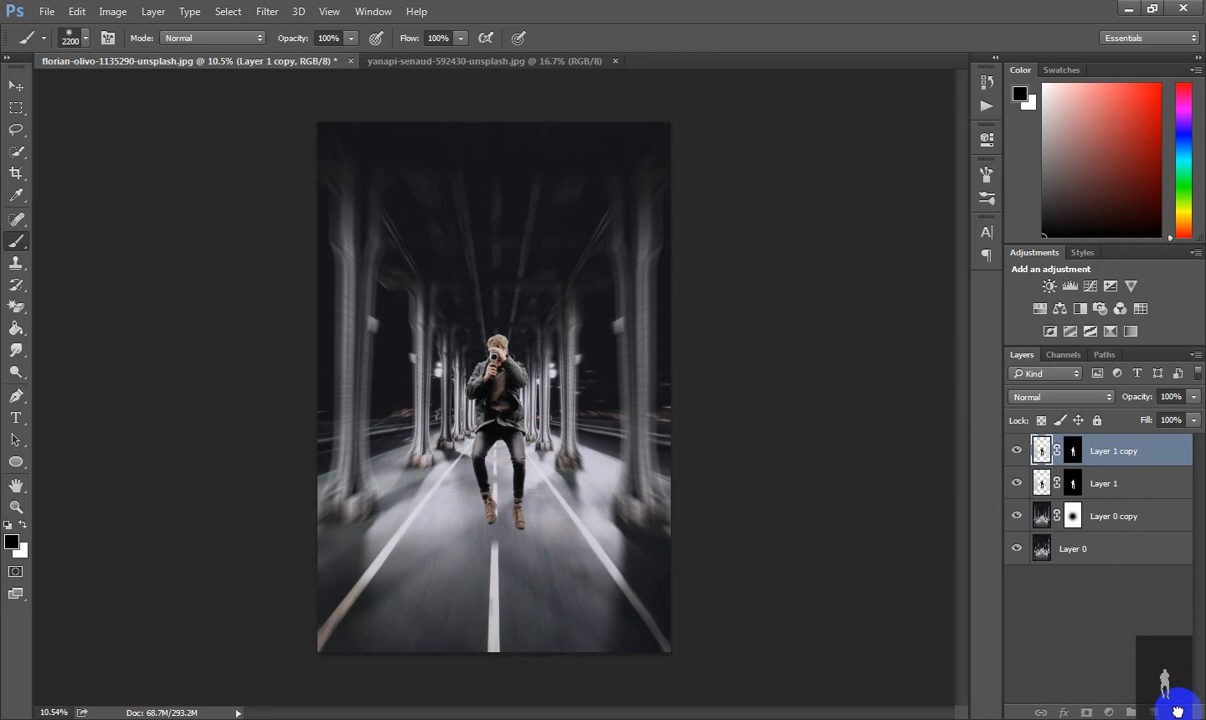 Ps File Edit Image Layer Type Select Filter 3D View Window Help
2200 Mode: Normal Opacity: 100% Flow: 100% Essentials
florian-olivo-1135290-unsplash.jpg @ 10.5% (Layer 1 copy, RGB/8) * yanapi-senaud-592430-unsplash.jpg @ 16.7% (RGB/8)
Color Swatches
Adjustments Styles
Add an adjustment
Layers Channels Paths
Kind
Normal Opacity: 100%
Lock: Fill: 100%
Layer 1 copy
Layer 1
Layer 0 copy
Layer 0
10.54% Doc: 68.7M/293.2M